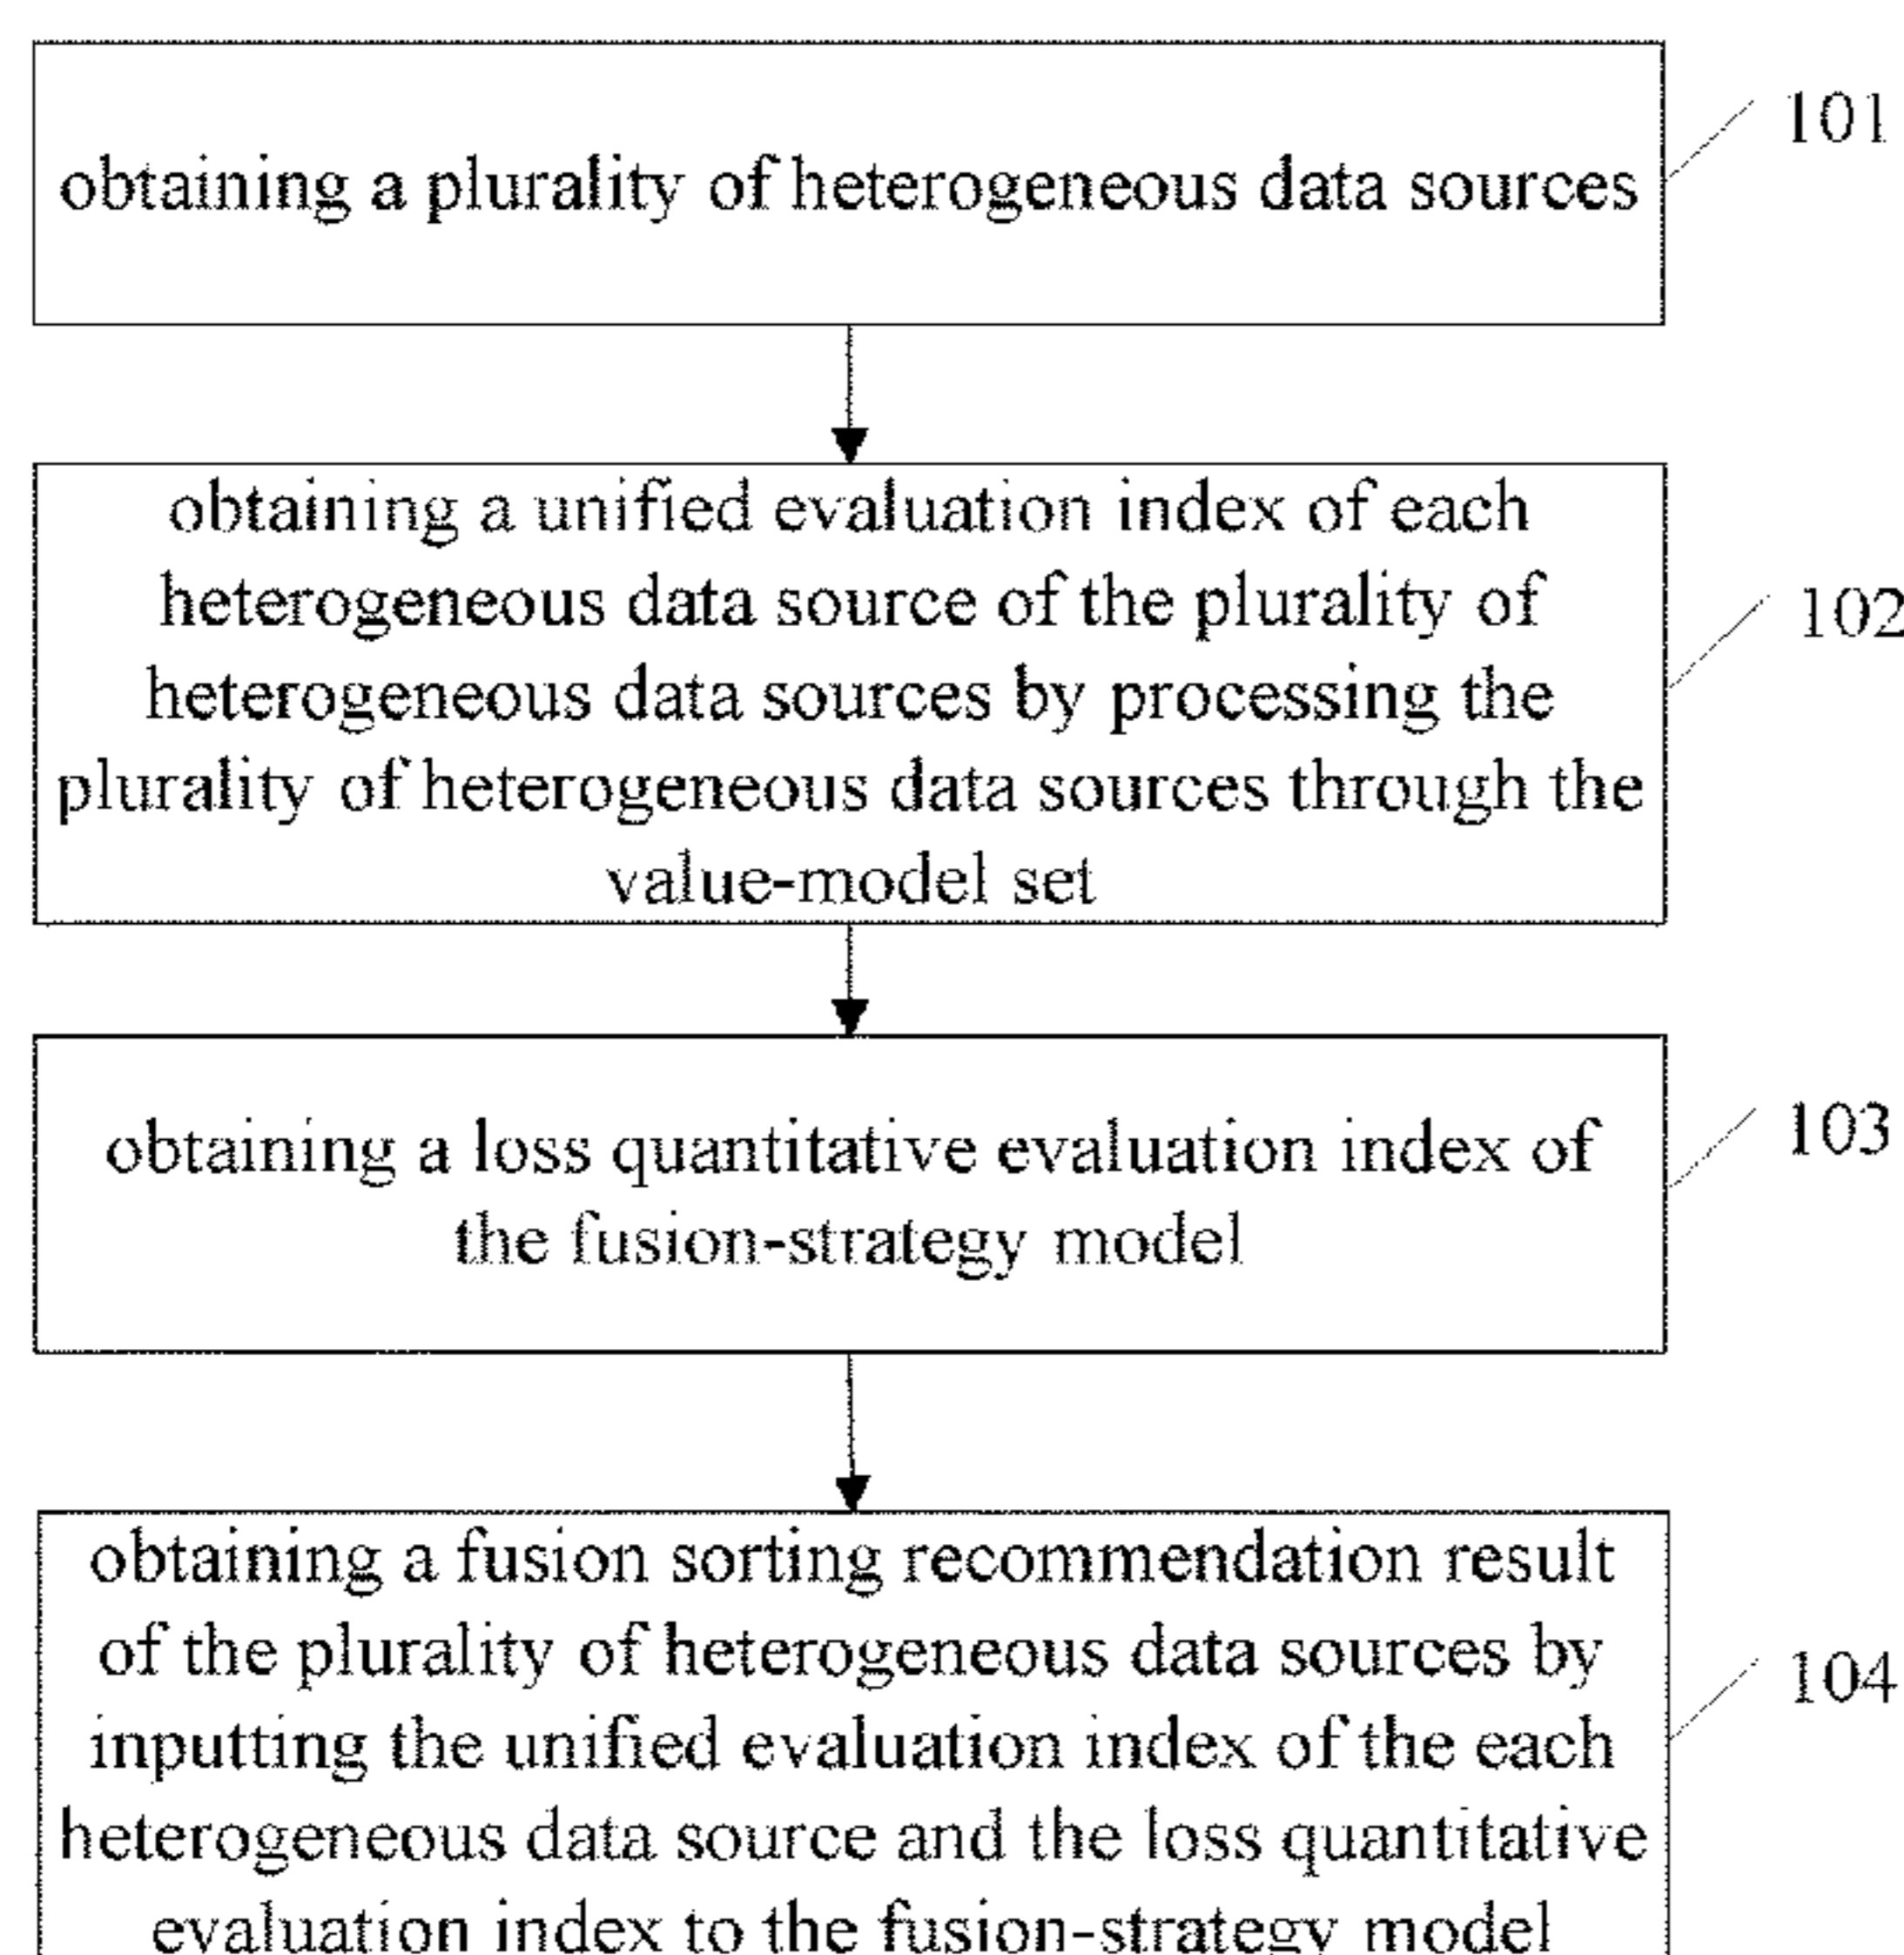 obtaining a plurality of heterogeneous data sources
101
obtaining a unified evaluation index of each
heterogeneous data source of the plurality of
heterogeneous data sources by processing the
plurality of heterogeneous data sources through the
value-model set
102
obtaining a loss quantitative evaluation index of
the fusion-strategy model
103
obtaining a fusion sorting recommendation result
of the plurality of heterogeneous data sources by
inputting the unified evaluation index of the each
heterogeneous data source and the loss quantitative
evaluation index to the fusion-strategy model
104